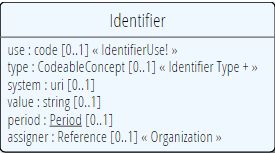 Identifier
use : code [0..1] « IdentifierUse! »
type : CodeableConcept [0..1] « Identifier Type + »
system : uri [0..1]
value : string [0..1]
period : Period [0..1]
assigner : Reference [0..1] « Organization »